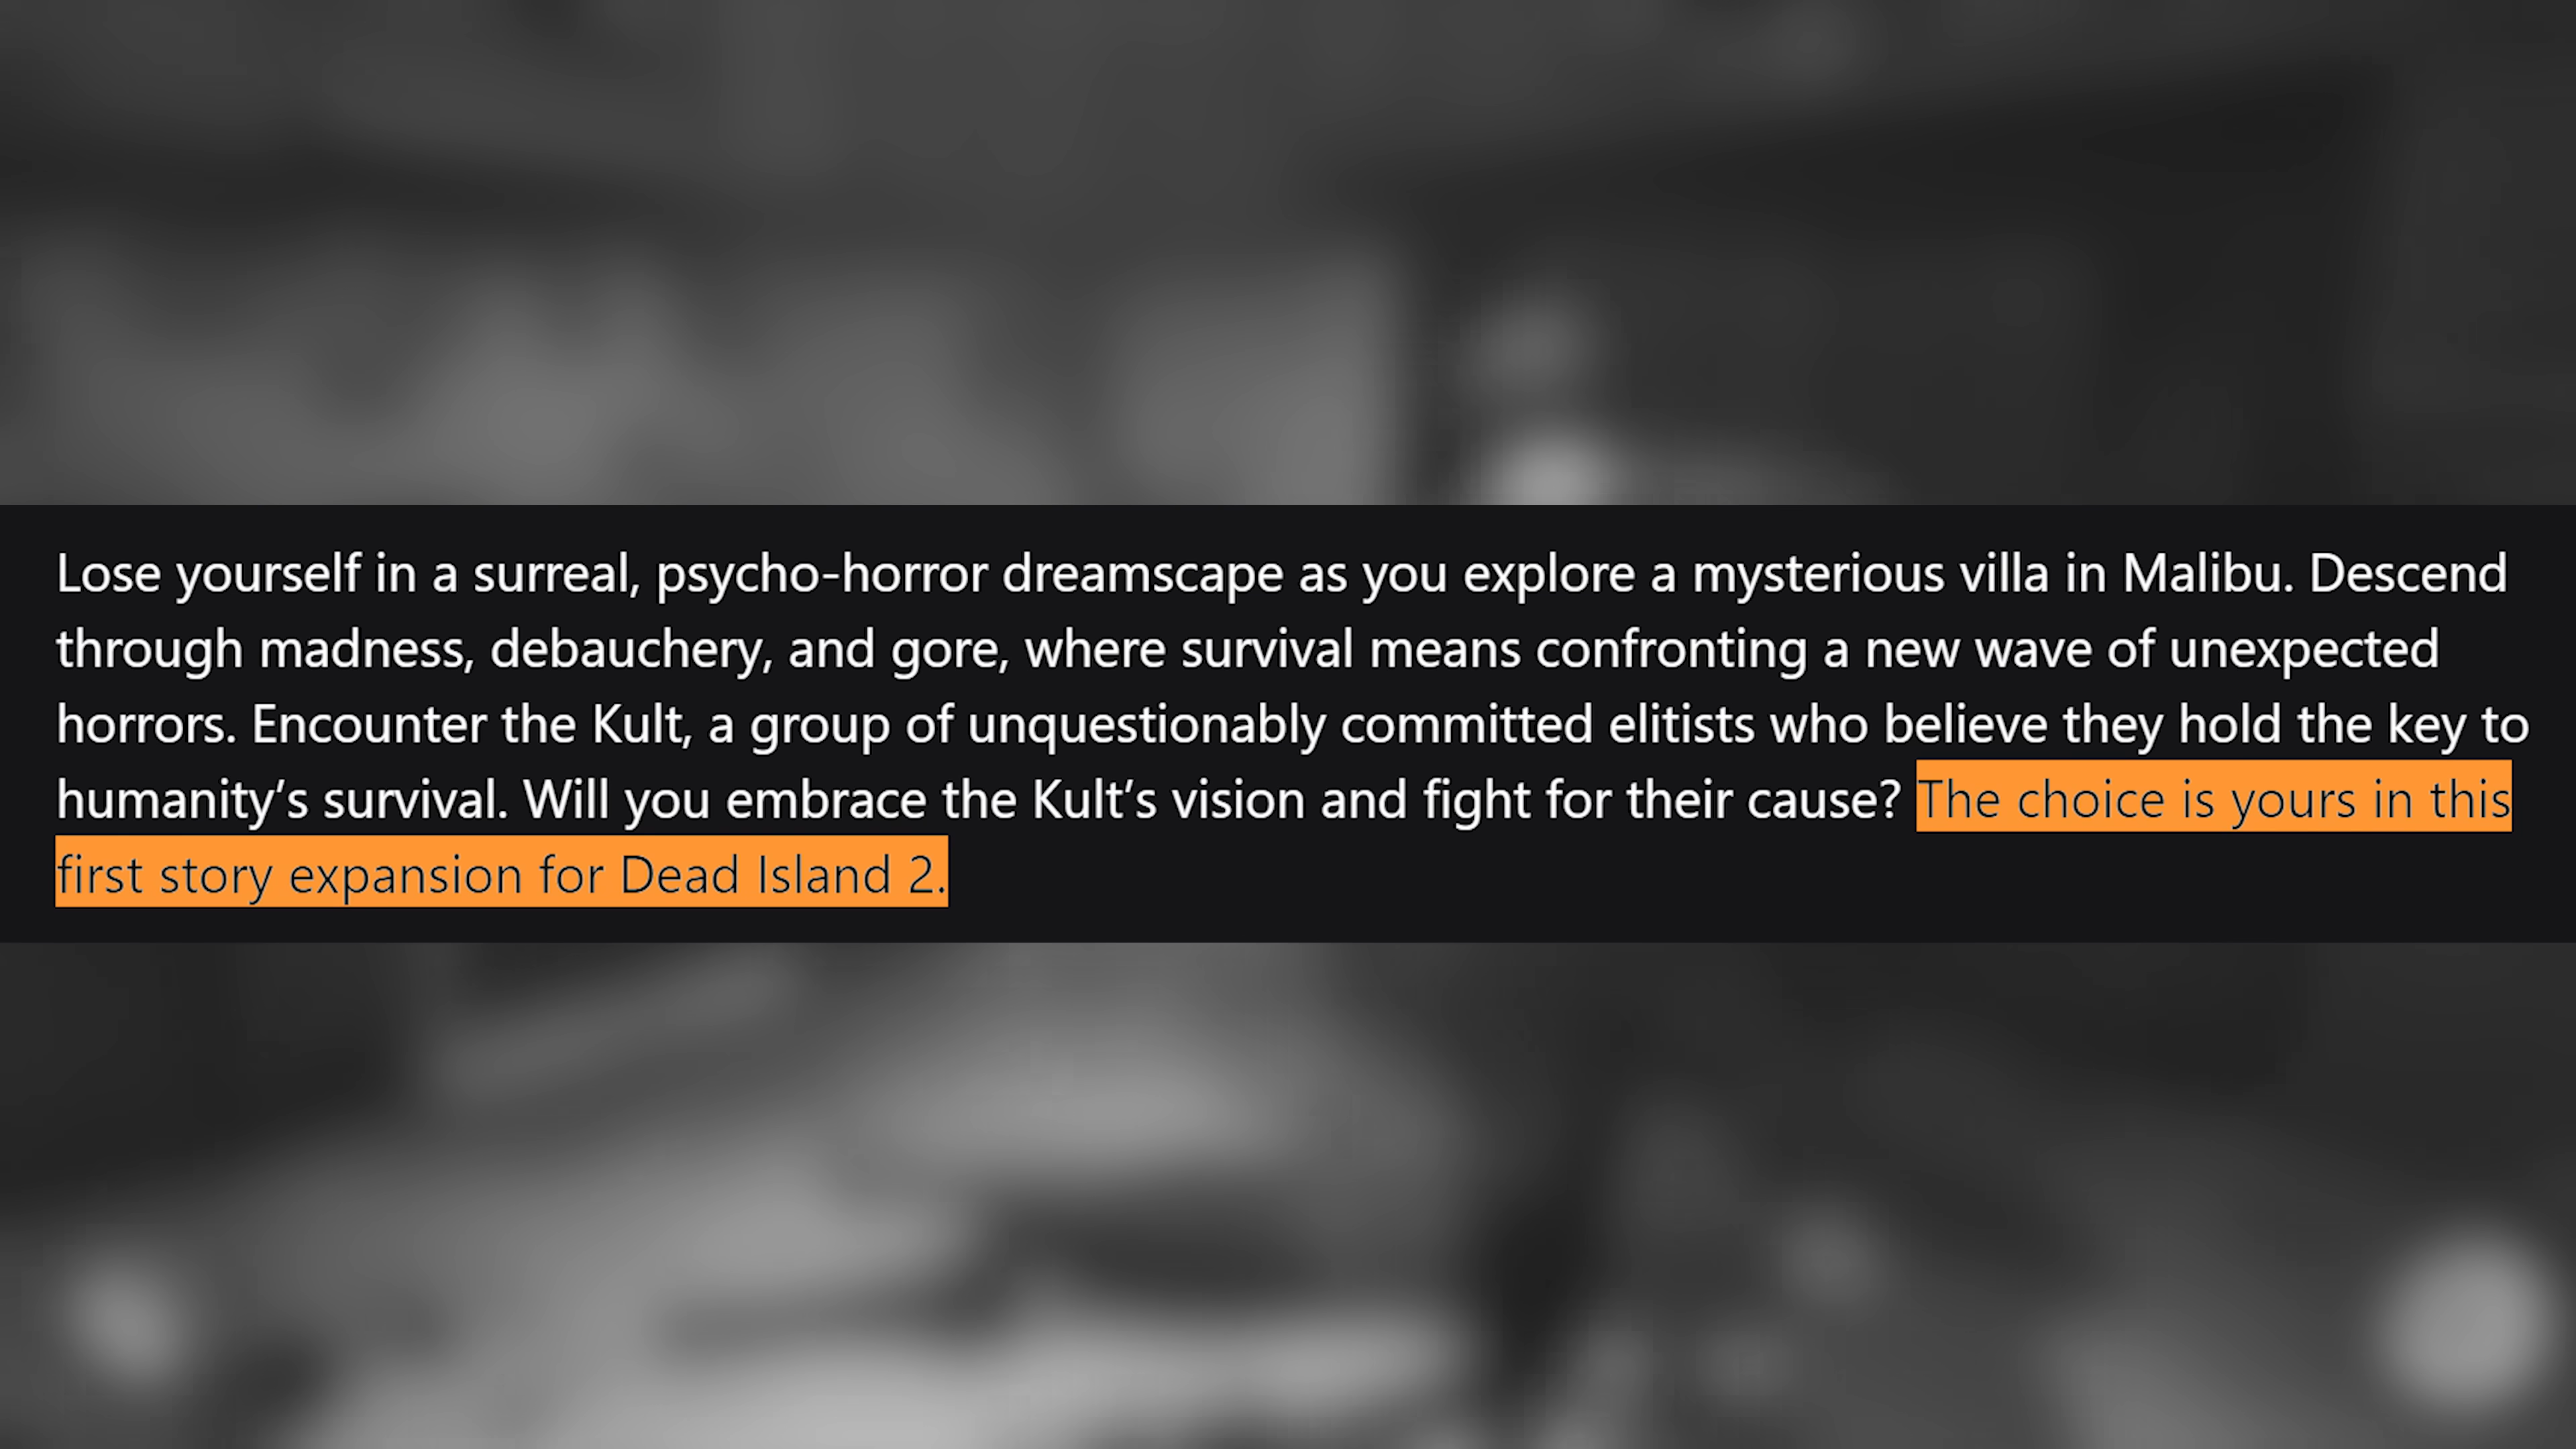 Lose yourself in a surreal, psycho-horror dreamscape as you explore a mysterious villa in Malibu. Descend
through madness, debauchery, and gore, where survival means confronting a new wave of unexpected
horrors. Encounter the Kult, a group of unquestionably committed elitists who believe they hold the key to
humanity’s survival. Will you embrace the Kult’s vision and fight for their cause? The choice is yours in this
first story expansion for Dead Island 2.